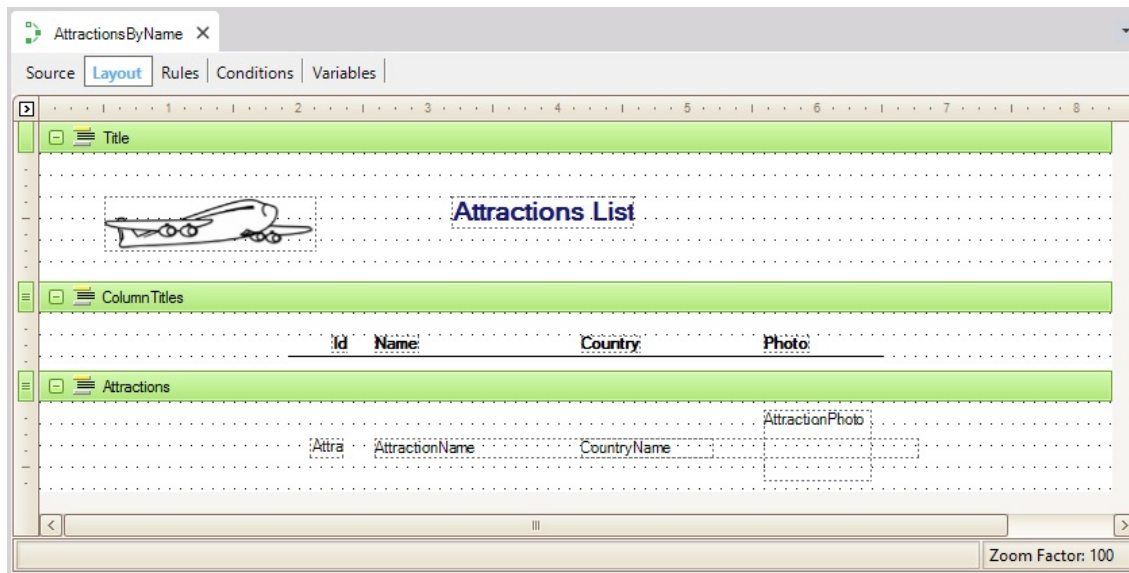 AttractionsByName
Source Layout Rules Conditions Variables
1 2 3 4 5 6 7 8
Title
Attractions List
ColumnTitles
Id Name Country Photo
Attractions
AttractionPhoto
Attra AttractionName CountryName
Zoom Factor: 100